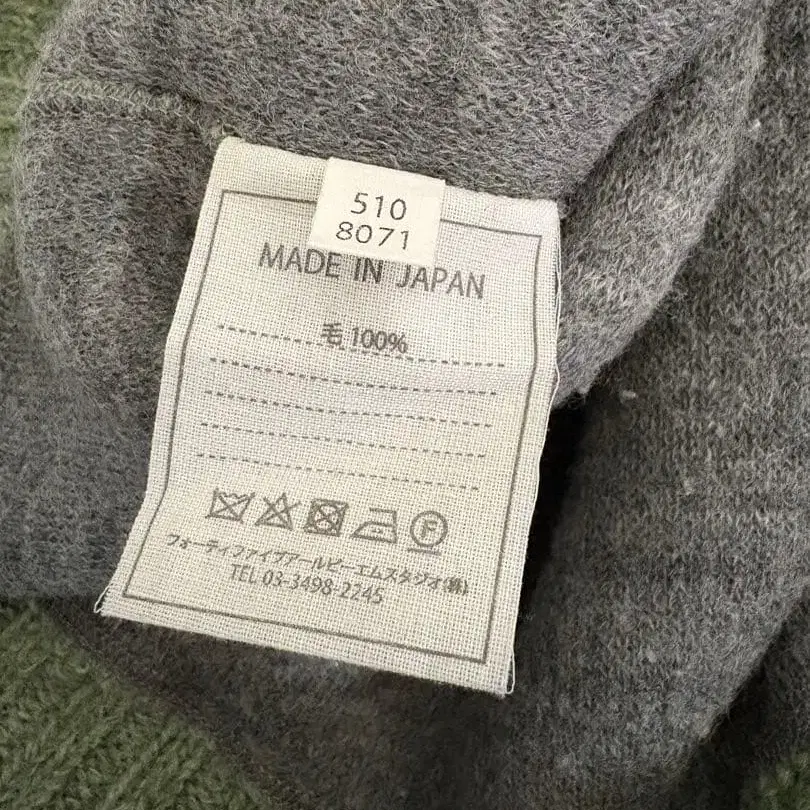 510
8071
MADE IN JAPAN
毛 100%
F
フォーティファイブアールピーエムスタジオ(株)
TEL 03-3498-2245